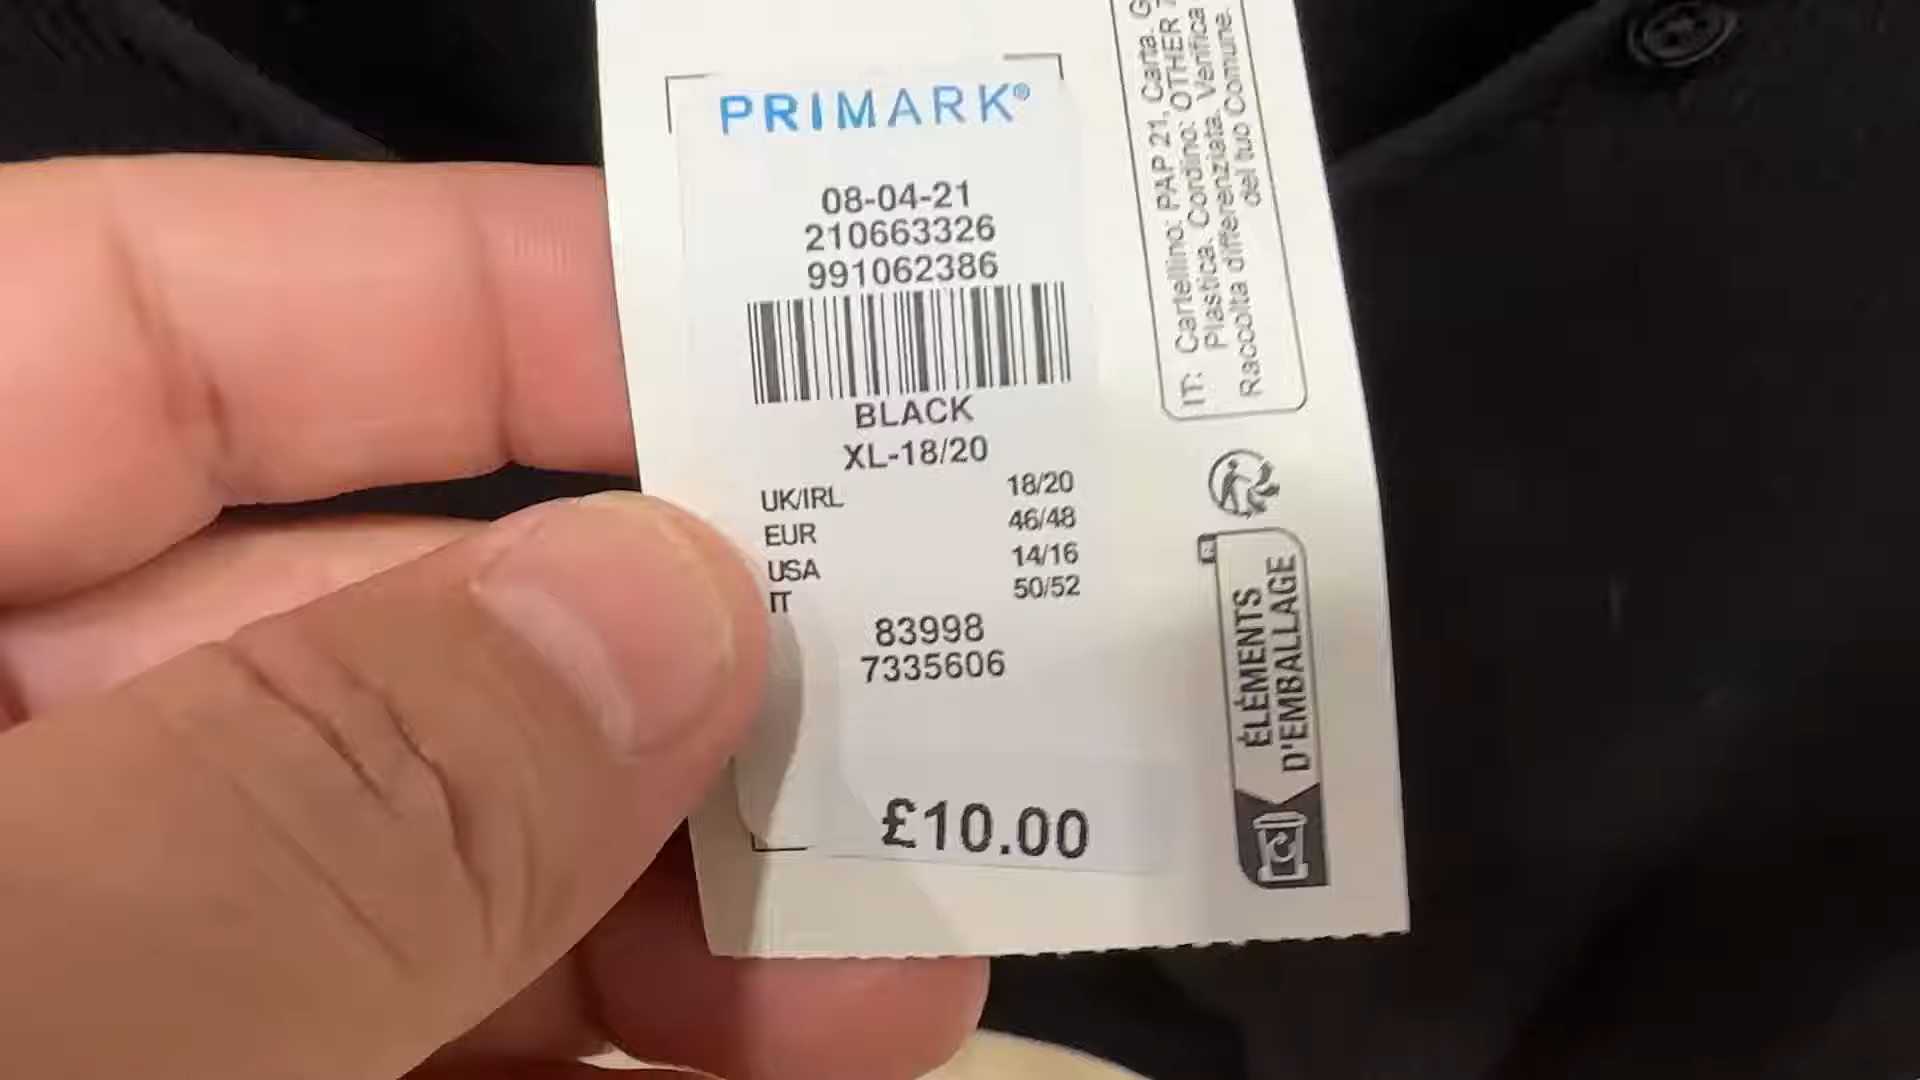 PRIMARK®
08-04-21
210663326
991062386
BLACK
XL-18/20
UK/IRL 18/20
EUR 46/48
USA 14/16
IT 50/52
83998
7335606
£10.00
IT: Cartellino: PAP 21, Carta.
Plastica. Cordino: OTHER
Raccolta differenziata. Verifica
del tuo Comune.
ÉLÉMENTS
D'EMBALLAGE